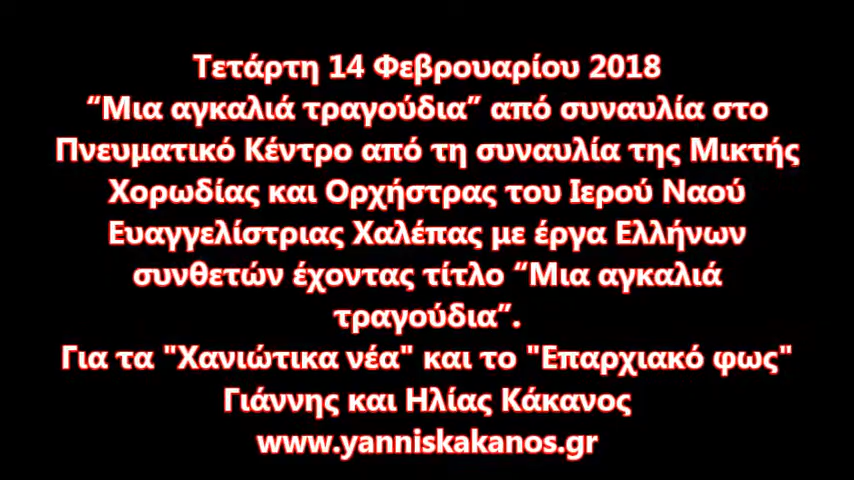 Τετάρτη 14 Φεβρουαρίου 2018
“Μια αγκαλιά τραγούδια” από συναυλία στο
Πνευματικό Κέντρο από τη συναυλία της Μικτής
Χορωδίας και Ορχήστρας του Ιερού Ναού
Ευαγγελίστριας Χαλέπας με έργα Ελλήνων
συνθετών έχοντας τίτλο “Μια αγκαλιά
τραγούδια”.
Για τα "Χανιώτικα νέα" και το "Επαρχιακό φως"
Γιάννης και Ηλίας Κάκανος
www.yanniskakanos.gr